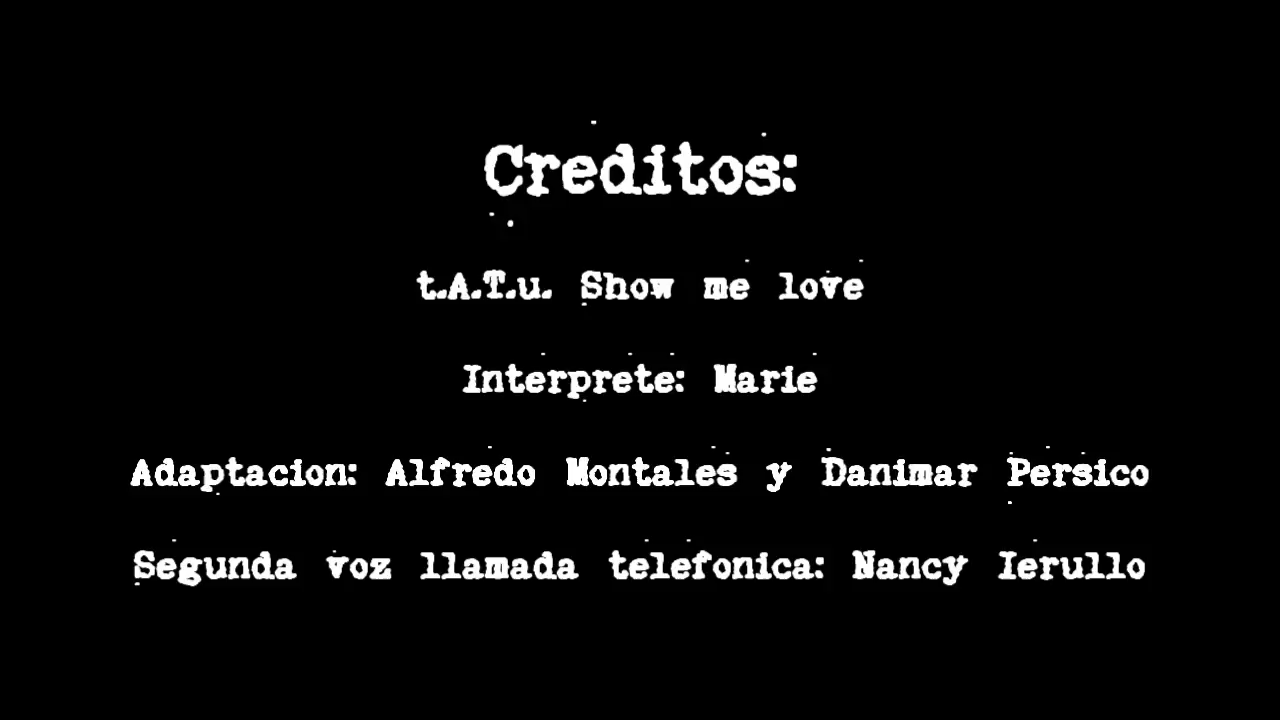 Creditos:
t.A.T.u. Show me love
Interprete: Marie
Adaptacion: Alfredo Montales y Danimar Persico
Segunda voz llamada telefonica: Nancy Ierullo